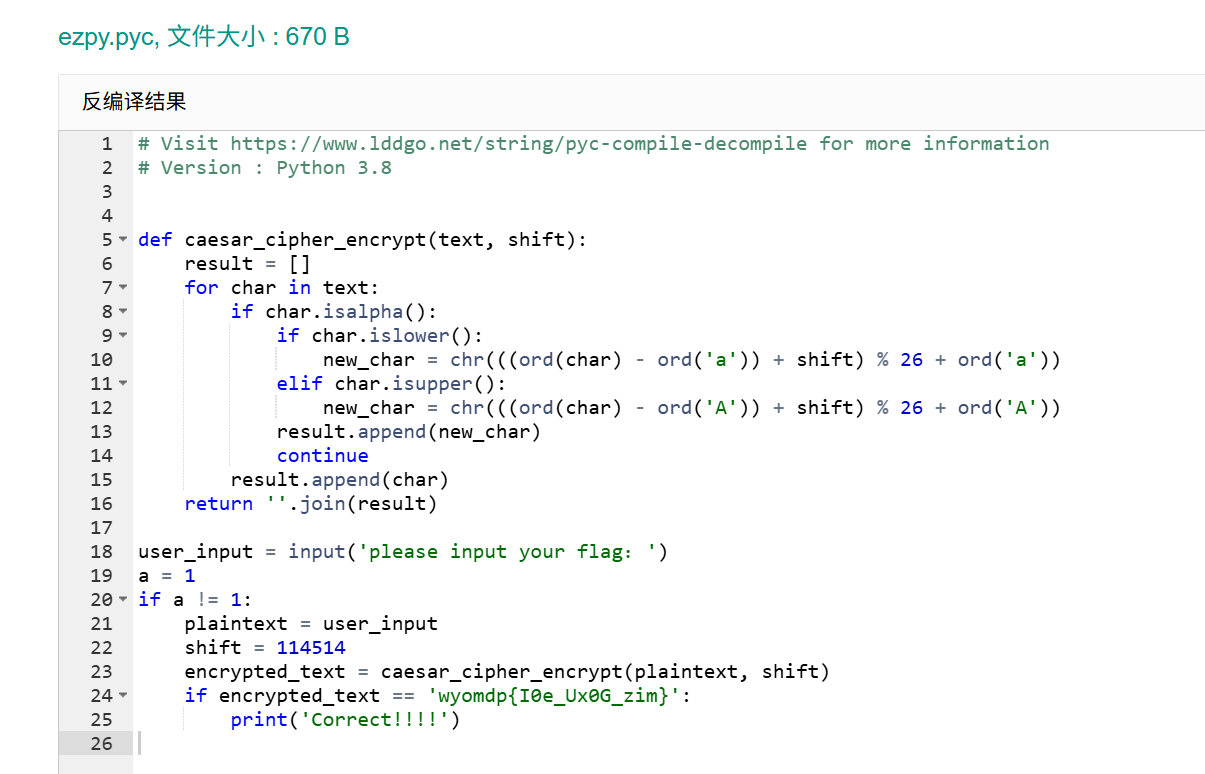 ezpy.pyc, 文件大小 : 670 B
反编译结果
1 # Visit https://www.lddgo.net/string/pyc-compile-decompile for more information
2 # Version : Python 3.8
3
4
5 def caesar_cipher_encrypt(text, shift):
6     result = []
7     for char in text:
8         if char.isalpha():
9             if char.islower():
10                 new_char = chr(((ord(char) - ord('a')) + shift) % 26 + ord('a'))
11             elif char.isupper():
12                 new_char = chr(((ord(char) - ord('A')) + shift) % 26 + ord('A'))
13             result.append(new_char)
14             continue
15         result.append(char)
16     return ''.join(result)
17
18 user_input = input('please input your flag: ')
19 a = 1
20 if a != 1:
21     plaintext = user_input
22     shift = 114514
23     encrypted_text = caesar_cipher_encrypt(plaintext, shift)
24     if encrypted_text == 'wyomdp{I0e_Ux0G_zim}':
25         print('Correct!!!!')
26